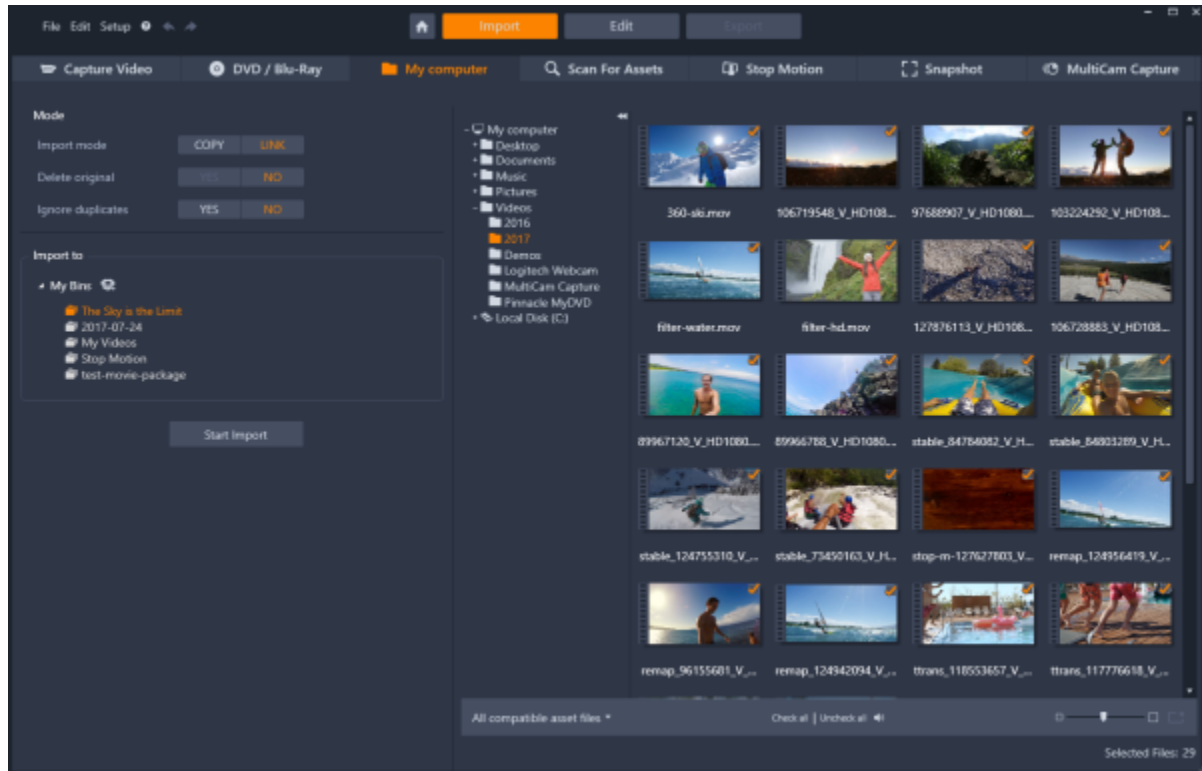 File Edit Setup
Import
Edit
Export
Capture Video
DVD / Blu-Ray
My computer
Scan For Assets
Stop Motion
Snapshot
MultiCam Capture
Mode
Import mode
COPY
LINK
Delete original
YES
NO
Ignore duplicates
YES
NO
Import to
My Bins
The Sky is the Limit
2017-07-24
My Videos
Stop Motion
test-movie-package
Start Import
My computer
Desktop
Documents
Music
Pictures
Videos
2016
2017
Demos
Logitech Webcam
MultiCam Capture
Pinnacle MyDVD
Local Disk (C:)
360-ski.mov
106719548_V_HD108...
97688907_V_HD1080...
103224292_V_HD108...
filter-water.mov
filter-hd.mov
127876113_V_HD108...
106728883_V_HD108...
89967120_V_HD1080...
89966788_V_HD1080...
stable_84784082_V_H...
stable_84803289_V_H...
stable_124755310_V_...
stable_73450163_V_H...
stop-m-127627803_V...
remap_124956419_V_...
remap_96155681_V_...
remap_124942094_V_...
ttrans_118553657_V_...
ttrans_117776618_V_...
All compatible asset files
Check all | Uncheck all
Selected Files: 29